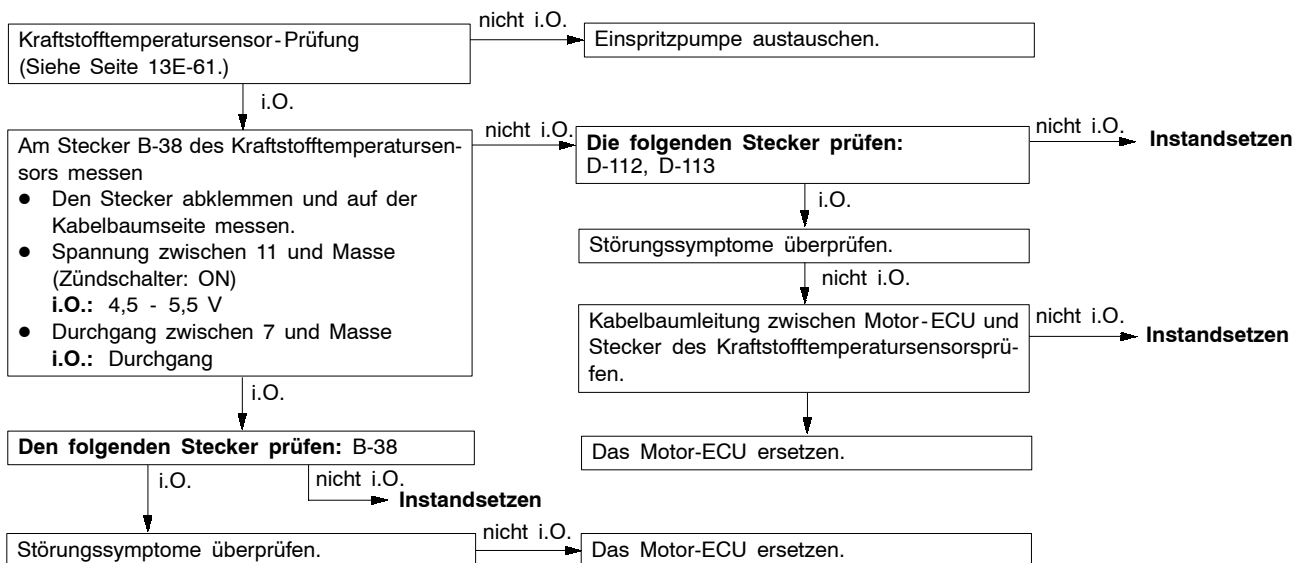 nicht i.O.
Kraftstofftemperatursensor-Prüfung
(Siehe Seite 13E-61.)
Einspritzpumpe austauschen.
i.O.
Am Stecker B-38 des Kraftstofftemperatursen-
sors messen
● Den Stecker abklemmen und auf der
Kabelbaumseite messen.
● Spannung zwischen 11 und Masse
(Zündschalter: ON)
i.O.: 4,5 - 5,5 V
● Durchgang zwischen 7 und Masse
i.O.: Durchgang
nicht i.O.
Die folgenden Stecker prüfen:
D-112, D-113
nicht i.O.
Instandsetzen
i.O.
Störungssymptome überprüfen.
nicht i.O.
Kabelbaumleitung zwischen Motor-ECU und
Stecker des Kraftstofftemperatursensorsprü-
fen.
nicht i.O.
Instandsetzen
Das Motor-ECU ersetzen.
i.O.
Den folgenden Stecker prüfen: B-38
i.O.
nicht i.O.
Instandsetzen
Störungssymptome überprüfen.
nicht i.O.
Das Motor-ECU ersetzen.